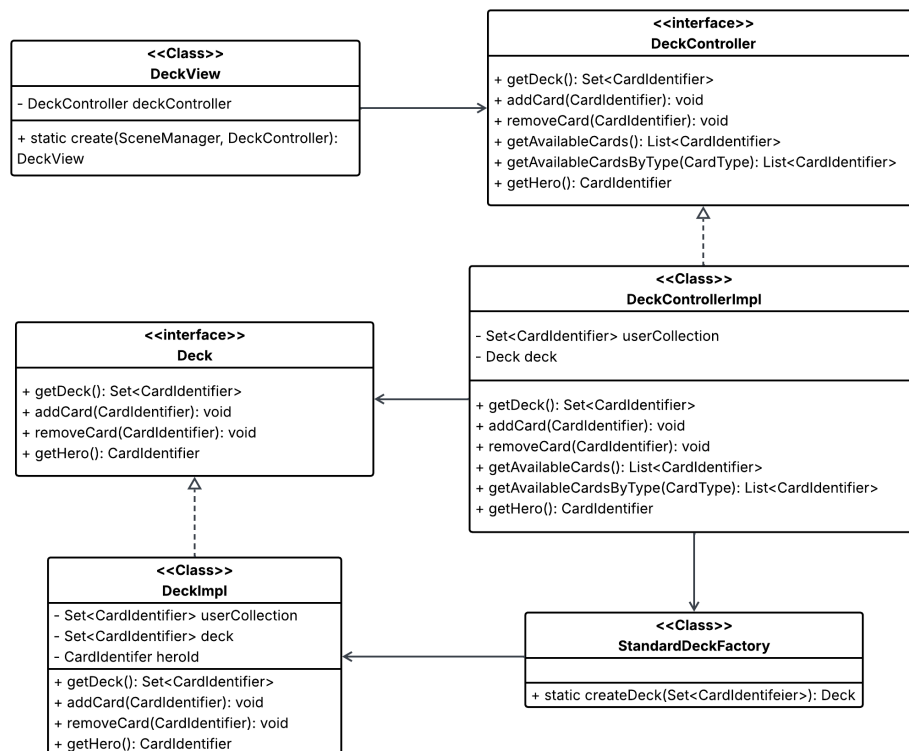 <<Class>>
DeckView
- DeckController deckController
+ static create(SceneManager, DeckController):
DeckView
<<interface>>
DeckController
+ getDeck(): Set<CardIdentifier>
+ addCard(CardIdentifier): void
+ removeCard(CardIdentifier): void
+ getAvailableCards(): List<CardIdentifier>
+ getAvailableCardsByType(CardType): List<CardIdentifier>
+ getHero(): CardIdentifier
<<Class>>
DeckControllerImpl
- Set<CardIdentifier> userCollection
- Deck deck
+ getDeck(): Set<CardIdentifier>
+ addCard(CardIdentifier): void
+ removeCard(CardIdentifier): void
+ getAvailableCards(): List<CardIdentifier>
+ getAvailableCardsByType(CardType): List<CardIdentifier>
+ getHero(): CardIdentifier
<<interface>>
Deck
+ getDeck(): Set<CardIdentifier>
+ addCard(CardIdentifier): void
+ removeCard(CardIdentifier): void
+ getHero(): CardIdentifier
<<Class>>
DeckImpl
- Set<CardIdentifier> userCollection
- Set<CardIdentifier> deck
- CardIdentifer heroId
+ getDeck(): Set<CardIdentifier>
+ addCard(CardIdentifier): void
+ removeCard(CardIdentifier): void
+ getHero(): CardIdentifier
<<Class>>
StandardDeckFactory
+ static createDeck(Set<CardIdentifeier>): Deck